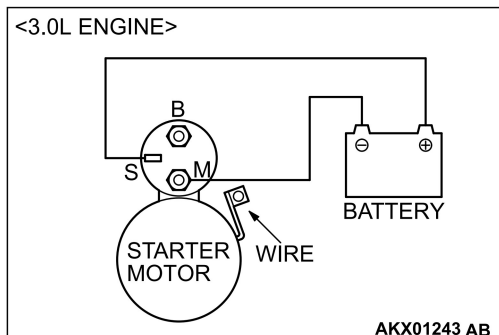 <3.0L ENGINE>
B
S
M
⊖ ⊕
BATTERY
STARTER
MOTOR
WIRE
AKX01243 AB